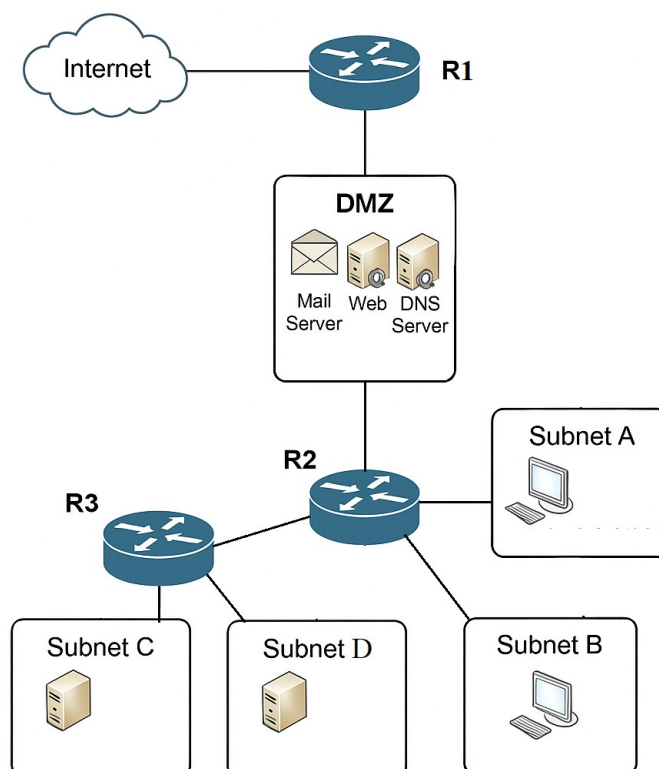 Internet
R1
DMZ
Mail
Server
Web
DNS
Server
R2
Subnet A
R3
Subnet C
Subnet D
Subnet B